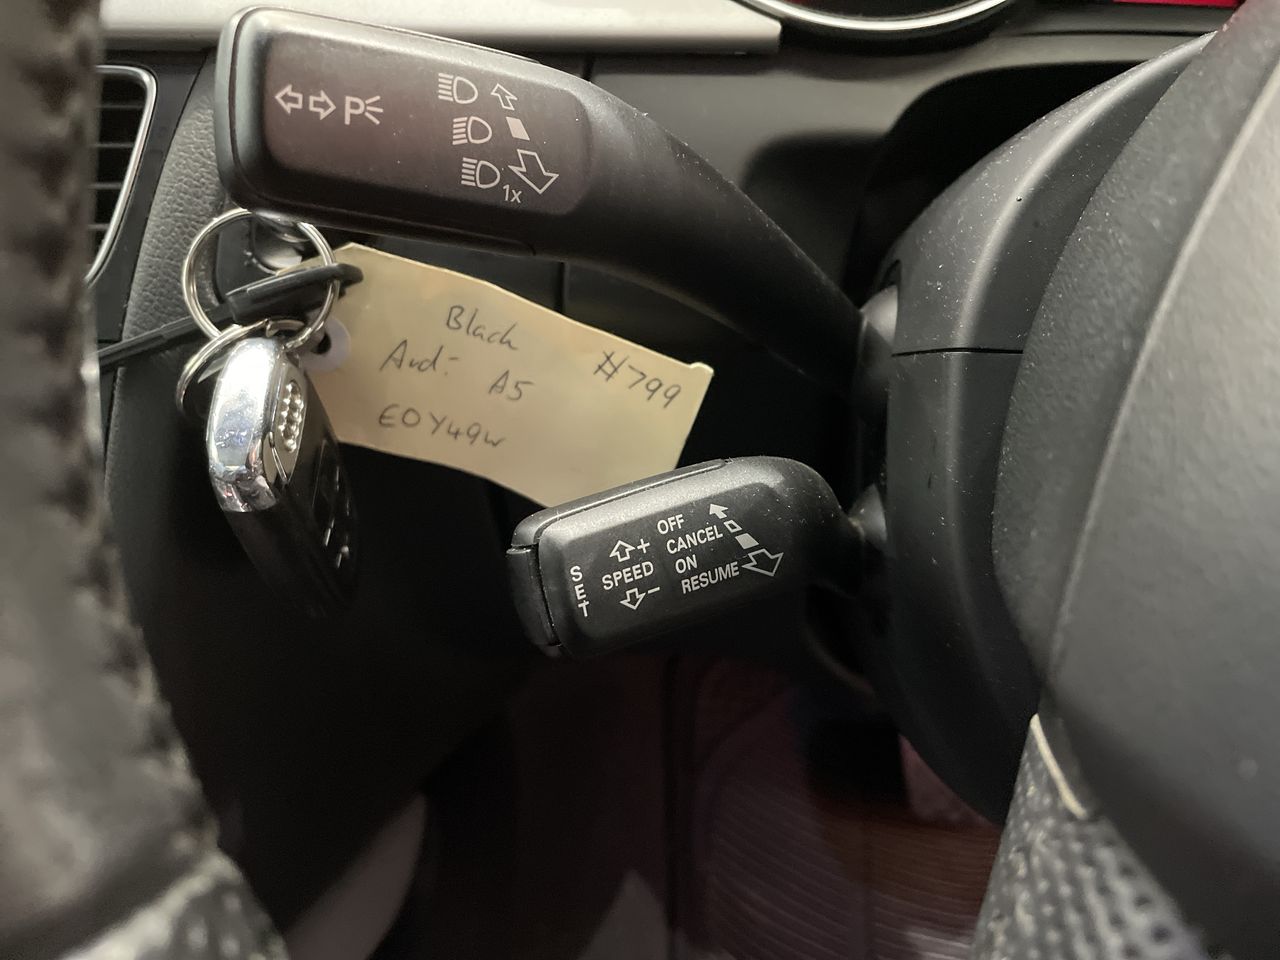 P
1x
Black
Audi A5
#799
EOY49W
OFF
CANCEL
ON
RESUME
+
SPEED
-
SET